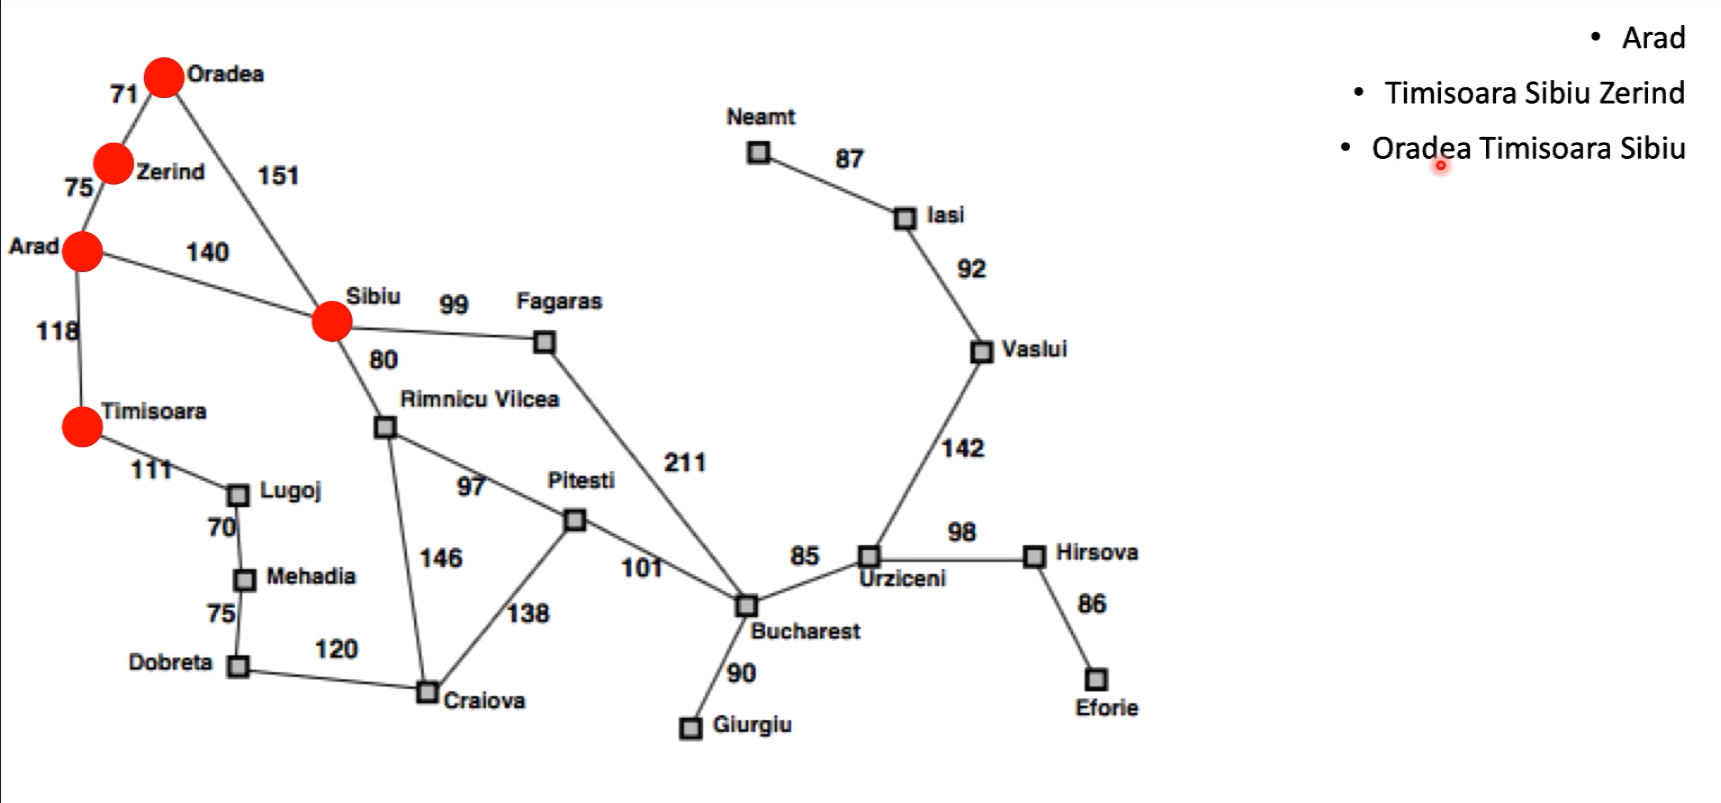 • Arad
• Timisoara Sibiu Zerind
• Oradea Timisoara Sibiu
Oradea
71
Neamt
87
Zerind
151
75
Iasi
Arad
140
92
Sibiu
99
Fagaras
118
80
Vaslui
Rimnicu Vilcea
Timisoara
142
211
111
97
Pitesti
Lugoj
70
98
Hirsova
146
101
85
Urziceni
Mehadia
75
138
86
Bucharest
120
Dobreta
90
Craiova
Eforie
Giurgiu